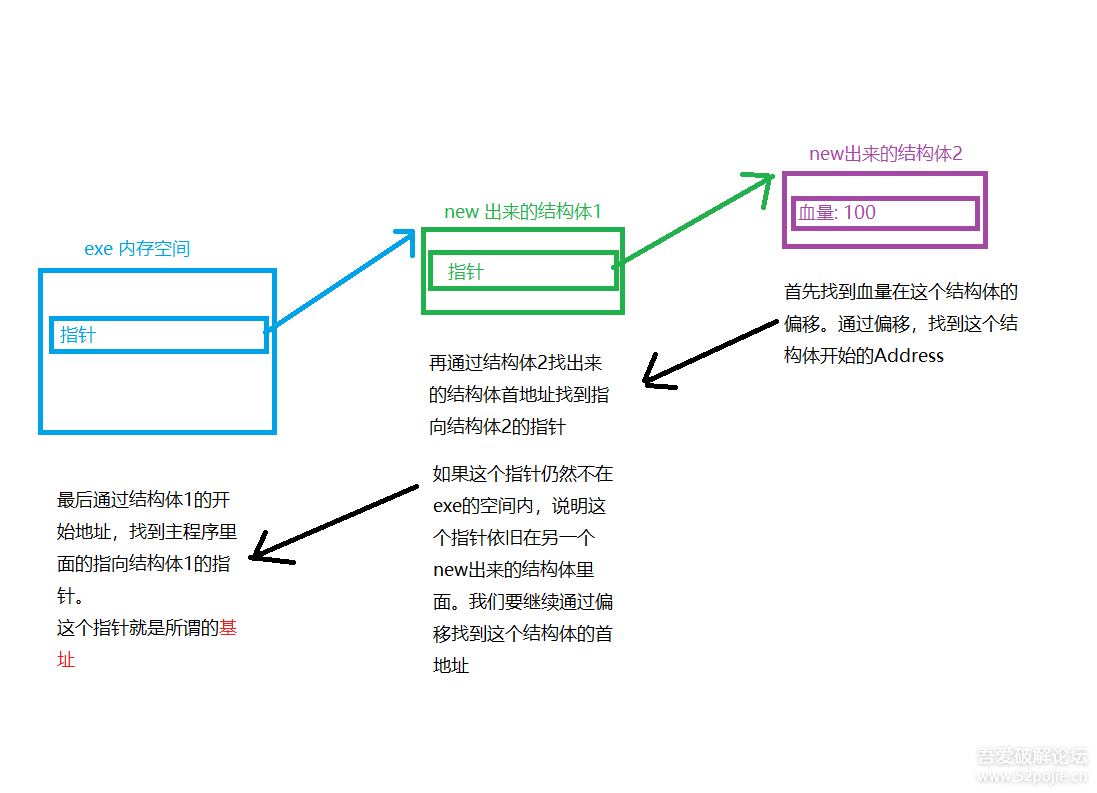 new出来的结构体2
血量: 100
new 出来的结构体1
指针
exe 内存空间
指针
首先找到血量在这个结构体的
偏移。通过偏移，找到这个结
构体开始的Address
再通过结构体2找出来
的结构体首地址找到指
向结构体2的指针
如果这个指针仍然不在
exe的空间内，说明这
个指针依旧在另一个
new出来的结构体里
面。我们要继续通过偏
移找到这个结构体的首
地址
最后通过结构体1的开
始地址，找到主程序里
面的指向结构体1的指
针。
这个指针就是所谓的基
址
吾爱破解论坛
www.52pojie.cn